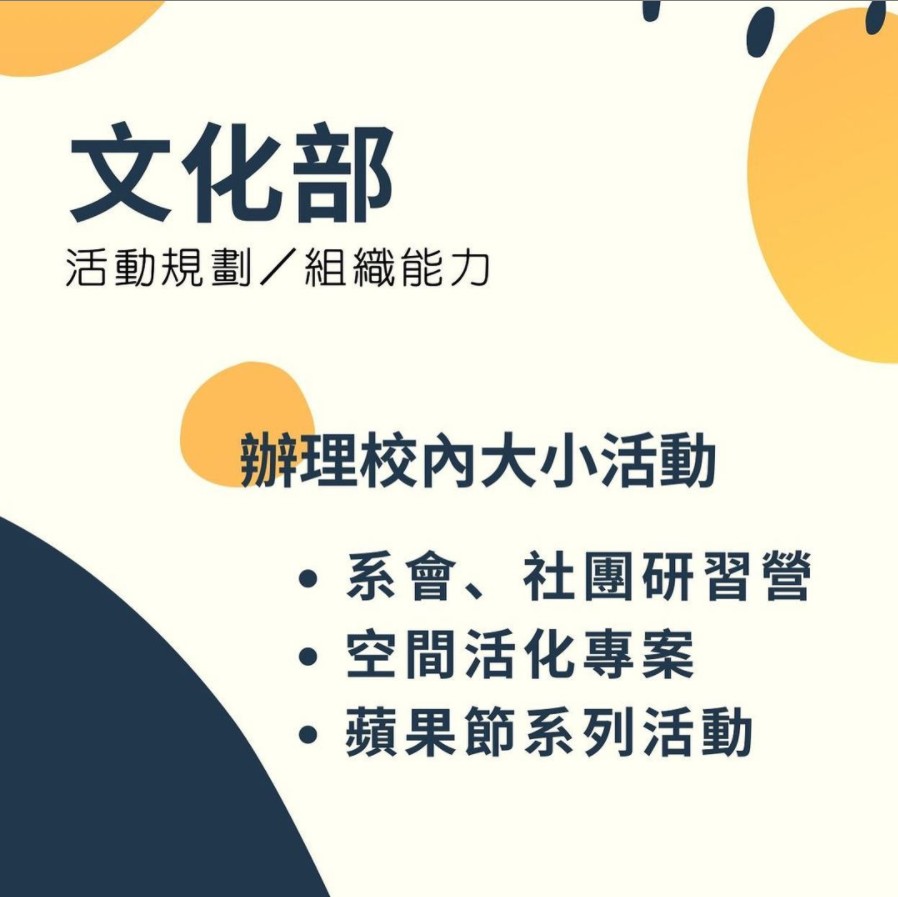 文化部
活動規劃／組織能力
辦理校內大小活動
• 系會、社團研習營
• 空間活化專案
• 蘋果節系列活動